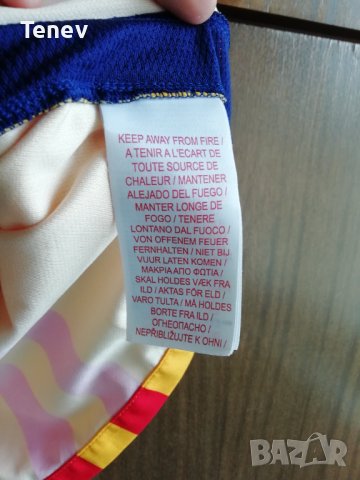 Tenev
KEEP AWAY FROM FIRE /
A TENIR A L'ECART DE
TOUTE SOURCE DE
CHALEUR / MANTENER
ALEJADO DEL FUEGO /
MANTER LONGE DE
FOGO / TENERE
LONTANO DAL FUOCO /
VON OFFENEM FEUER
FERNHALTEN / NIET BIJ
VUUR LATEN KOMEN /
ΜΑΚΡΙΑ ΑΠΟ ΦΩΤΙΑ /
SKAL HOLDES VÆK FRA
ILD / AKTAS FÖR ELD /
VARO TULTA / MÅ IKKE
BORTE FRA ILD /
ОГНЕОПАСНО /
NEPŘIBLIŽUJTE K OHNI /
BAZAR